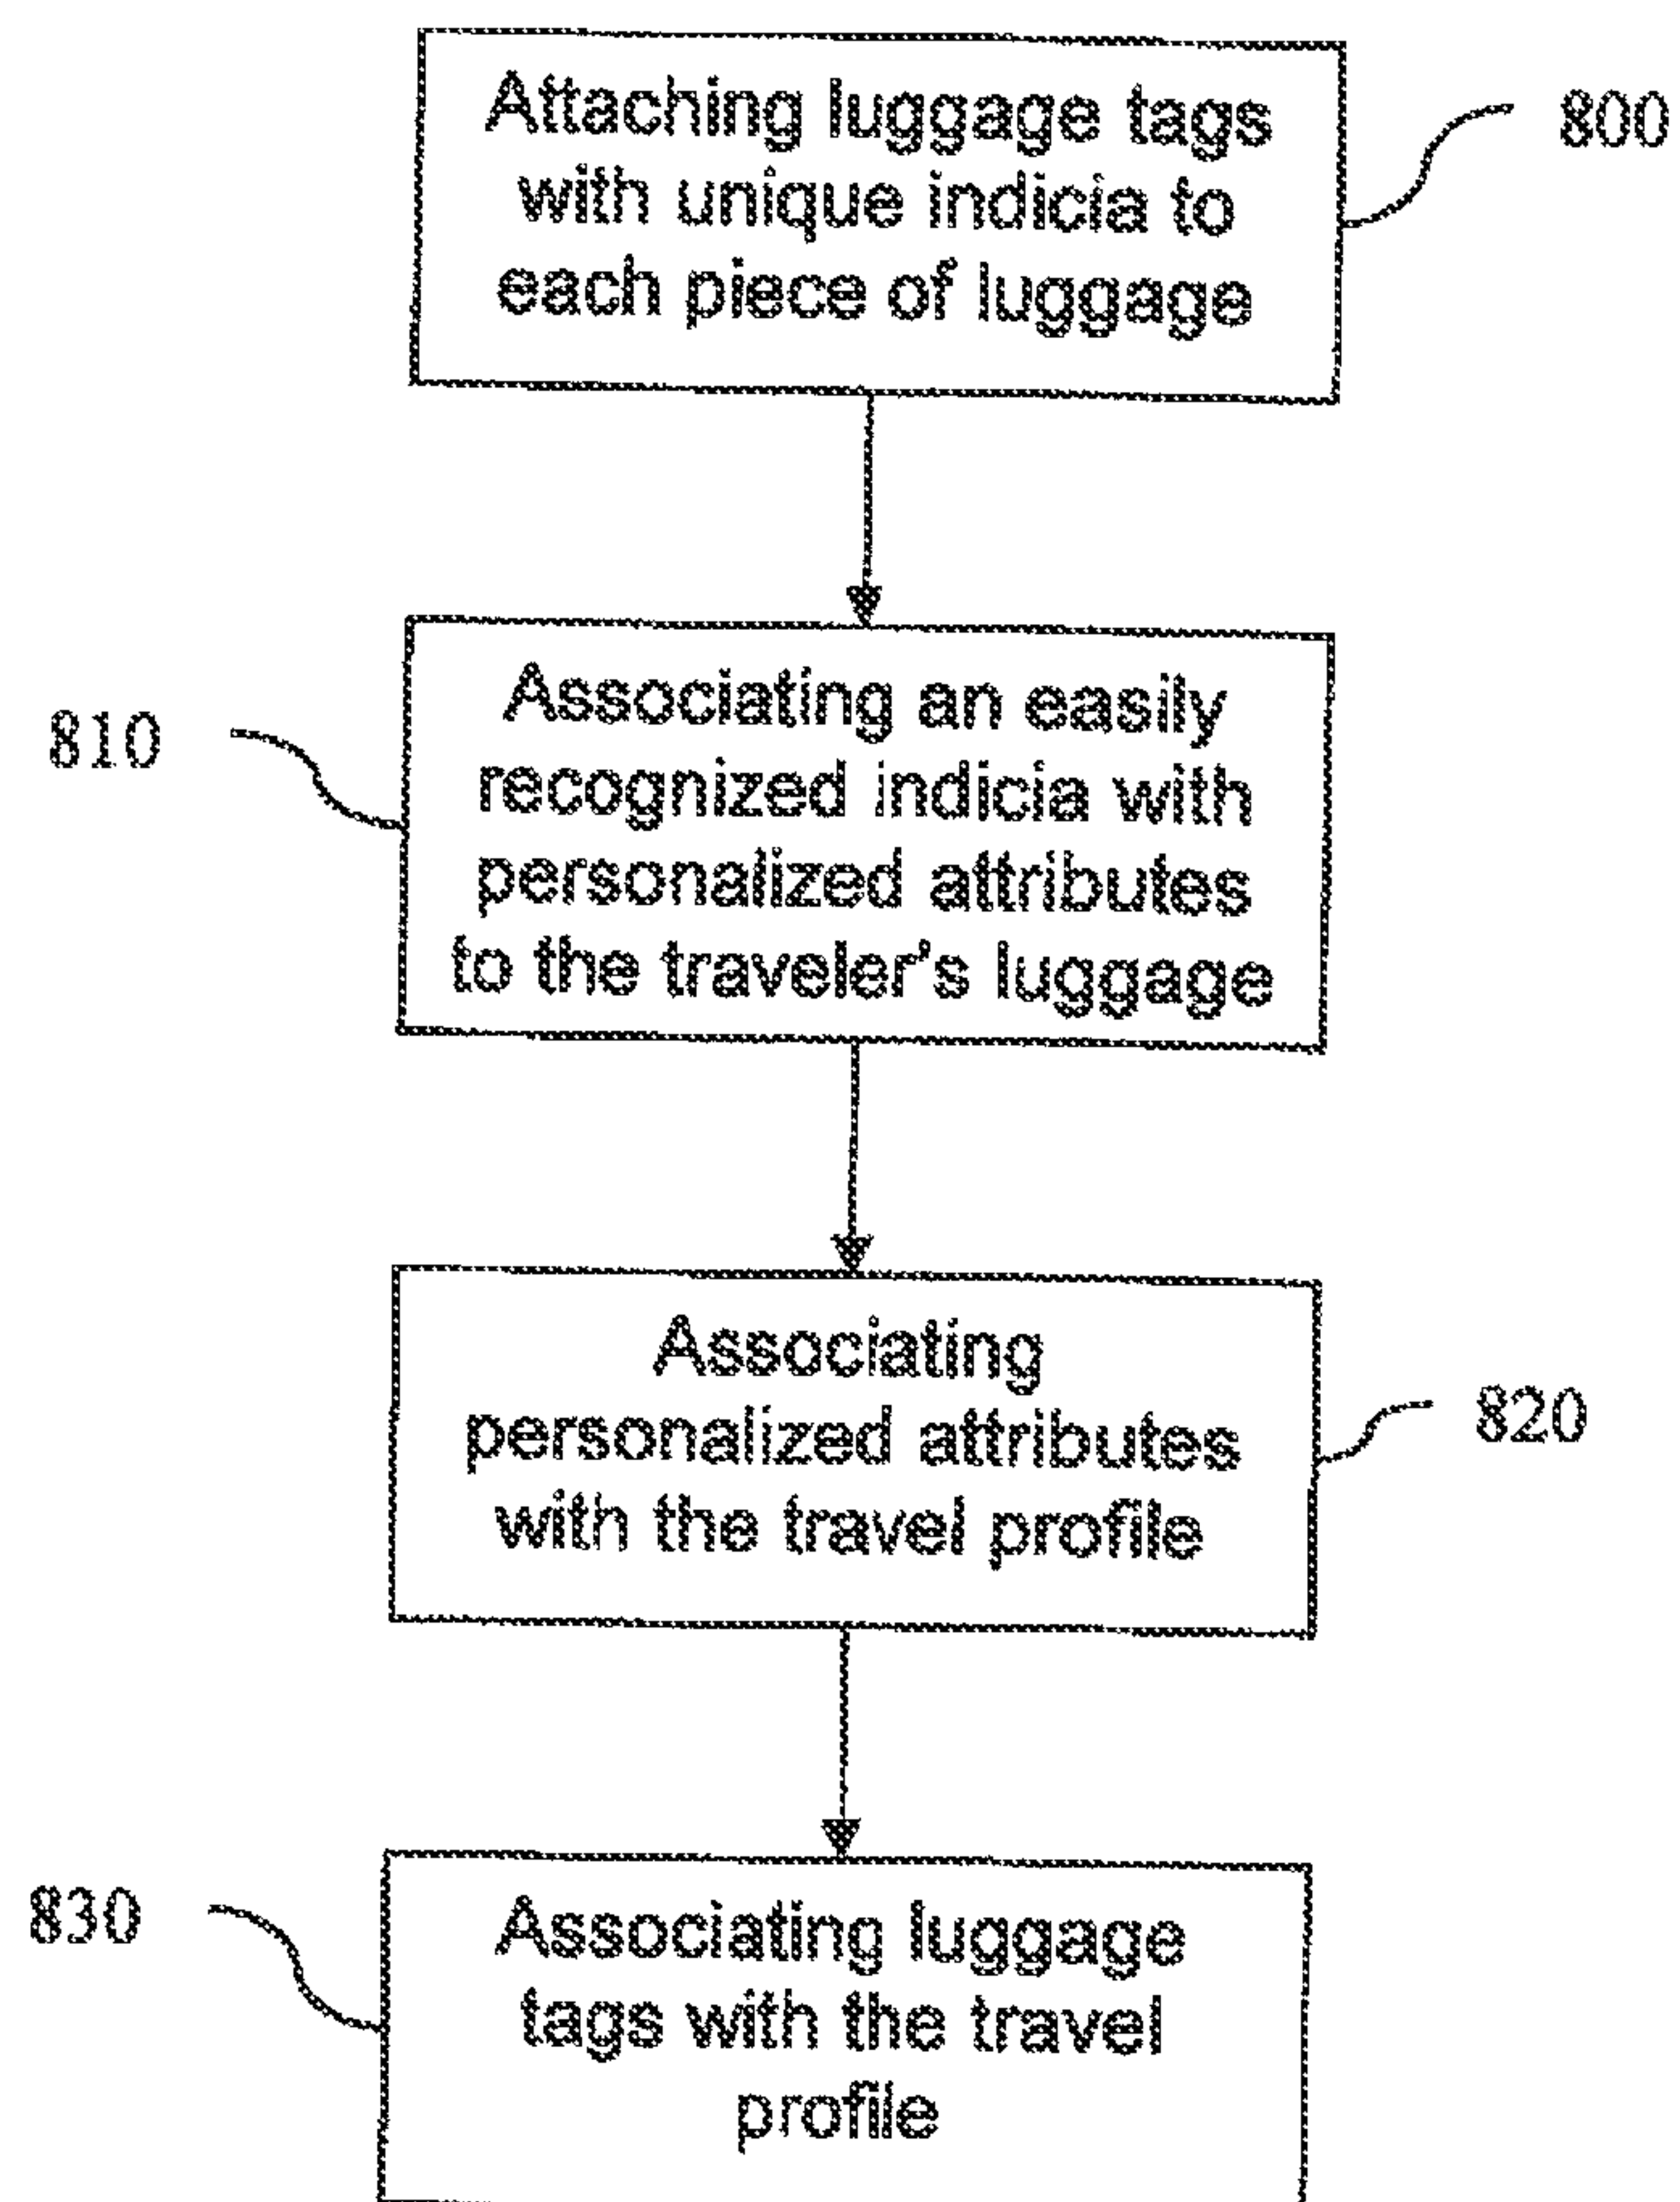 Attaching luggage tags
with unique indicia to
each piece of luggage
800
Associating an easily
recognized indicia with
personalized attributes
to the traveler's luggage
810
Associating
personalized attributes
with the travel profile
820
Associating luggage
tags with the travel
profile
830